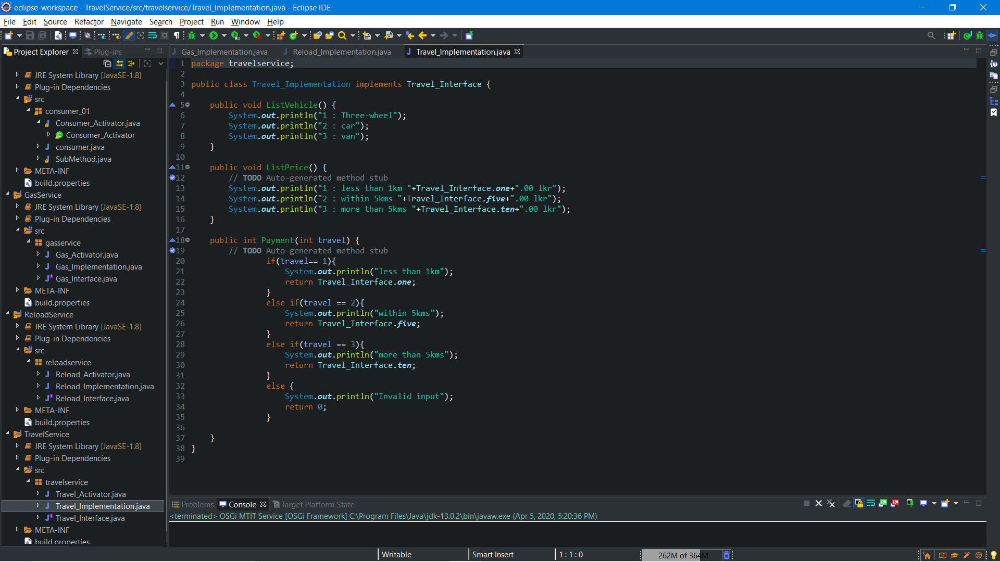 eclipse-workspace - TravelService/src/travelservice/Travel_Implementation.java - Eclipse IDE
File Edit Source Refactor Navigate Search Project Run Window Help
Project Explorer Plug-ins
JRE System Library [JavaSE-1.8]
Plug-in Dependencies
src
consumer_01
Consumer_Activator.java
Consumer_Activator
consumer.java
SubMethod.java
META-INF
build.properties
GasService
JRE System Library [JavaSE-1.8]
Plug-in Dependencies
src
gasservice
Gas_Activator.java
Gas_Implementation.java
Gas_Interface.java
META-INF
build.properties
ReloadService
JRE System Library [JavaSE-1.8]
Plug-in Dependencies
src
reloadservice
Reload_Activator.java
Reload_Implementation.java
Reload_Interface.java
META-INF
build.properties
TravelService
JRE System Library [JavaSE-1.8]
Plug-in Dependencies
src
travelservice
Travel_Activator.java
Travel_Implementation.java
Travel_Interface.java
META-INF
build.properties
Gas_Implementation.java Reload_Implementation.java Travel_Implementation.java
1 package travelservice;
2
3 public class Travel_Implementation implements Travel_Interface {
4
5 public void ListVehicle() {
6 System.out.println("1 : Three-wheel");
7 System.out.println("2 : car");
8 System.out.println("3 : van");
9 }
10
11 public void ListPrice() {
12 // TODO Auto-generated method stub
13 System.out.println("1 : less than 1km "+Travel_Interface.one+".00 lkr");
14 System.out.println("2 : within 5kms "+Travel_Interface.five+".00 lkr");
15 System.out.println("3 : more than 5kms "+Travel_Interface.ten+".00 lkr");
16 }
17
18 public int Payment(int travel) {
19 // TODO Auto-generated method stub
20 if(travel== 1){
21 System.out.println("less than 1km");
22 return Travel_Interface.one;
23 }
24 else if(travel == 2){
25 System.out.println("within 5kms");
26 return Travel_Interface.five;
27 }
28 else if(travel == 3){
29 System.out.println("more than 5kms");
30 return Travel_Interface.ten;
31 }
32 else {
33 System.out.println("Invalid input");
34 return 0;
35 }
36
37 }
38 }
39
Problems Console Target Platform State
<terminated> OSGi MTIT Service [OSGi Framework] C:\Program Files\Java\jdk-13.0.2\bin\javaw.exe (Apr 5, 2020, 5:20:36 PM)
Writable Smart Insert 1 : 1 : 0 262M of 364M